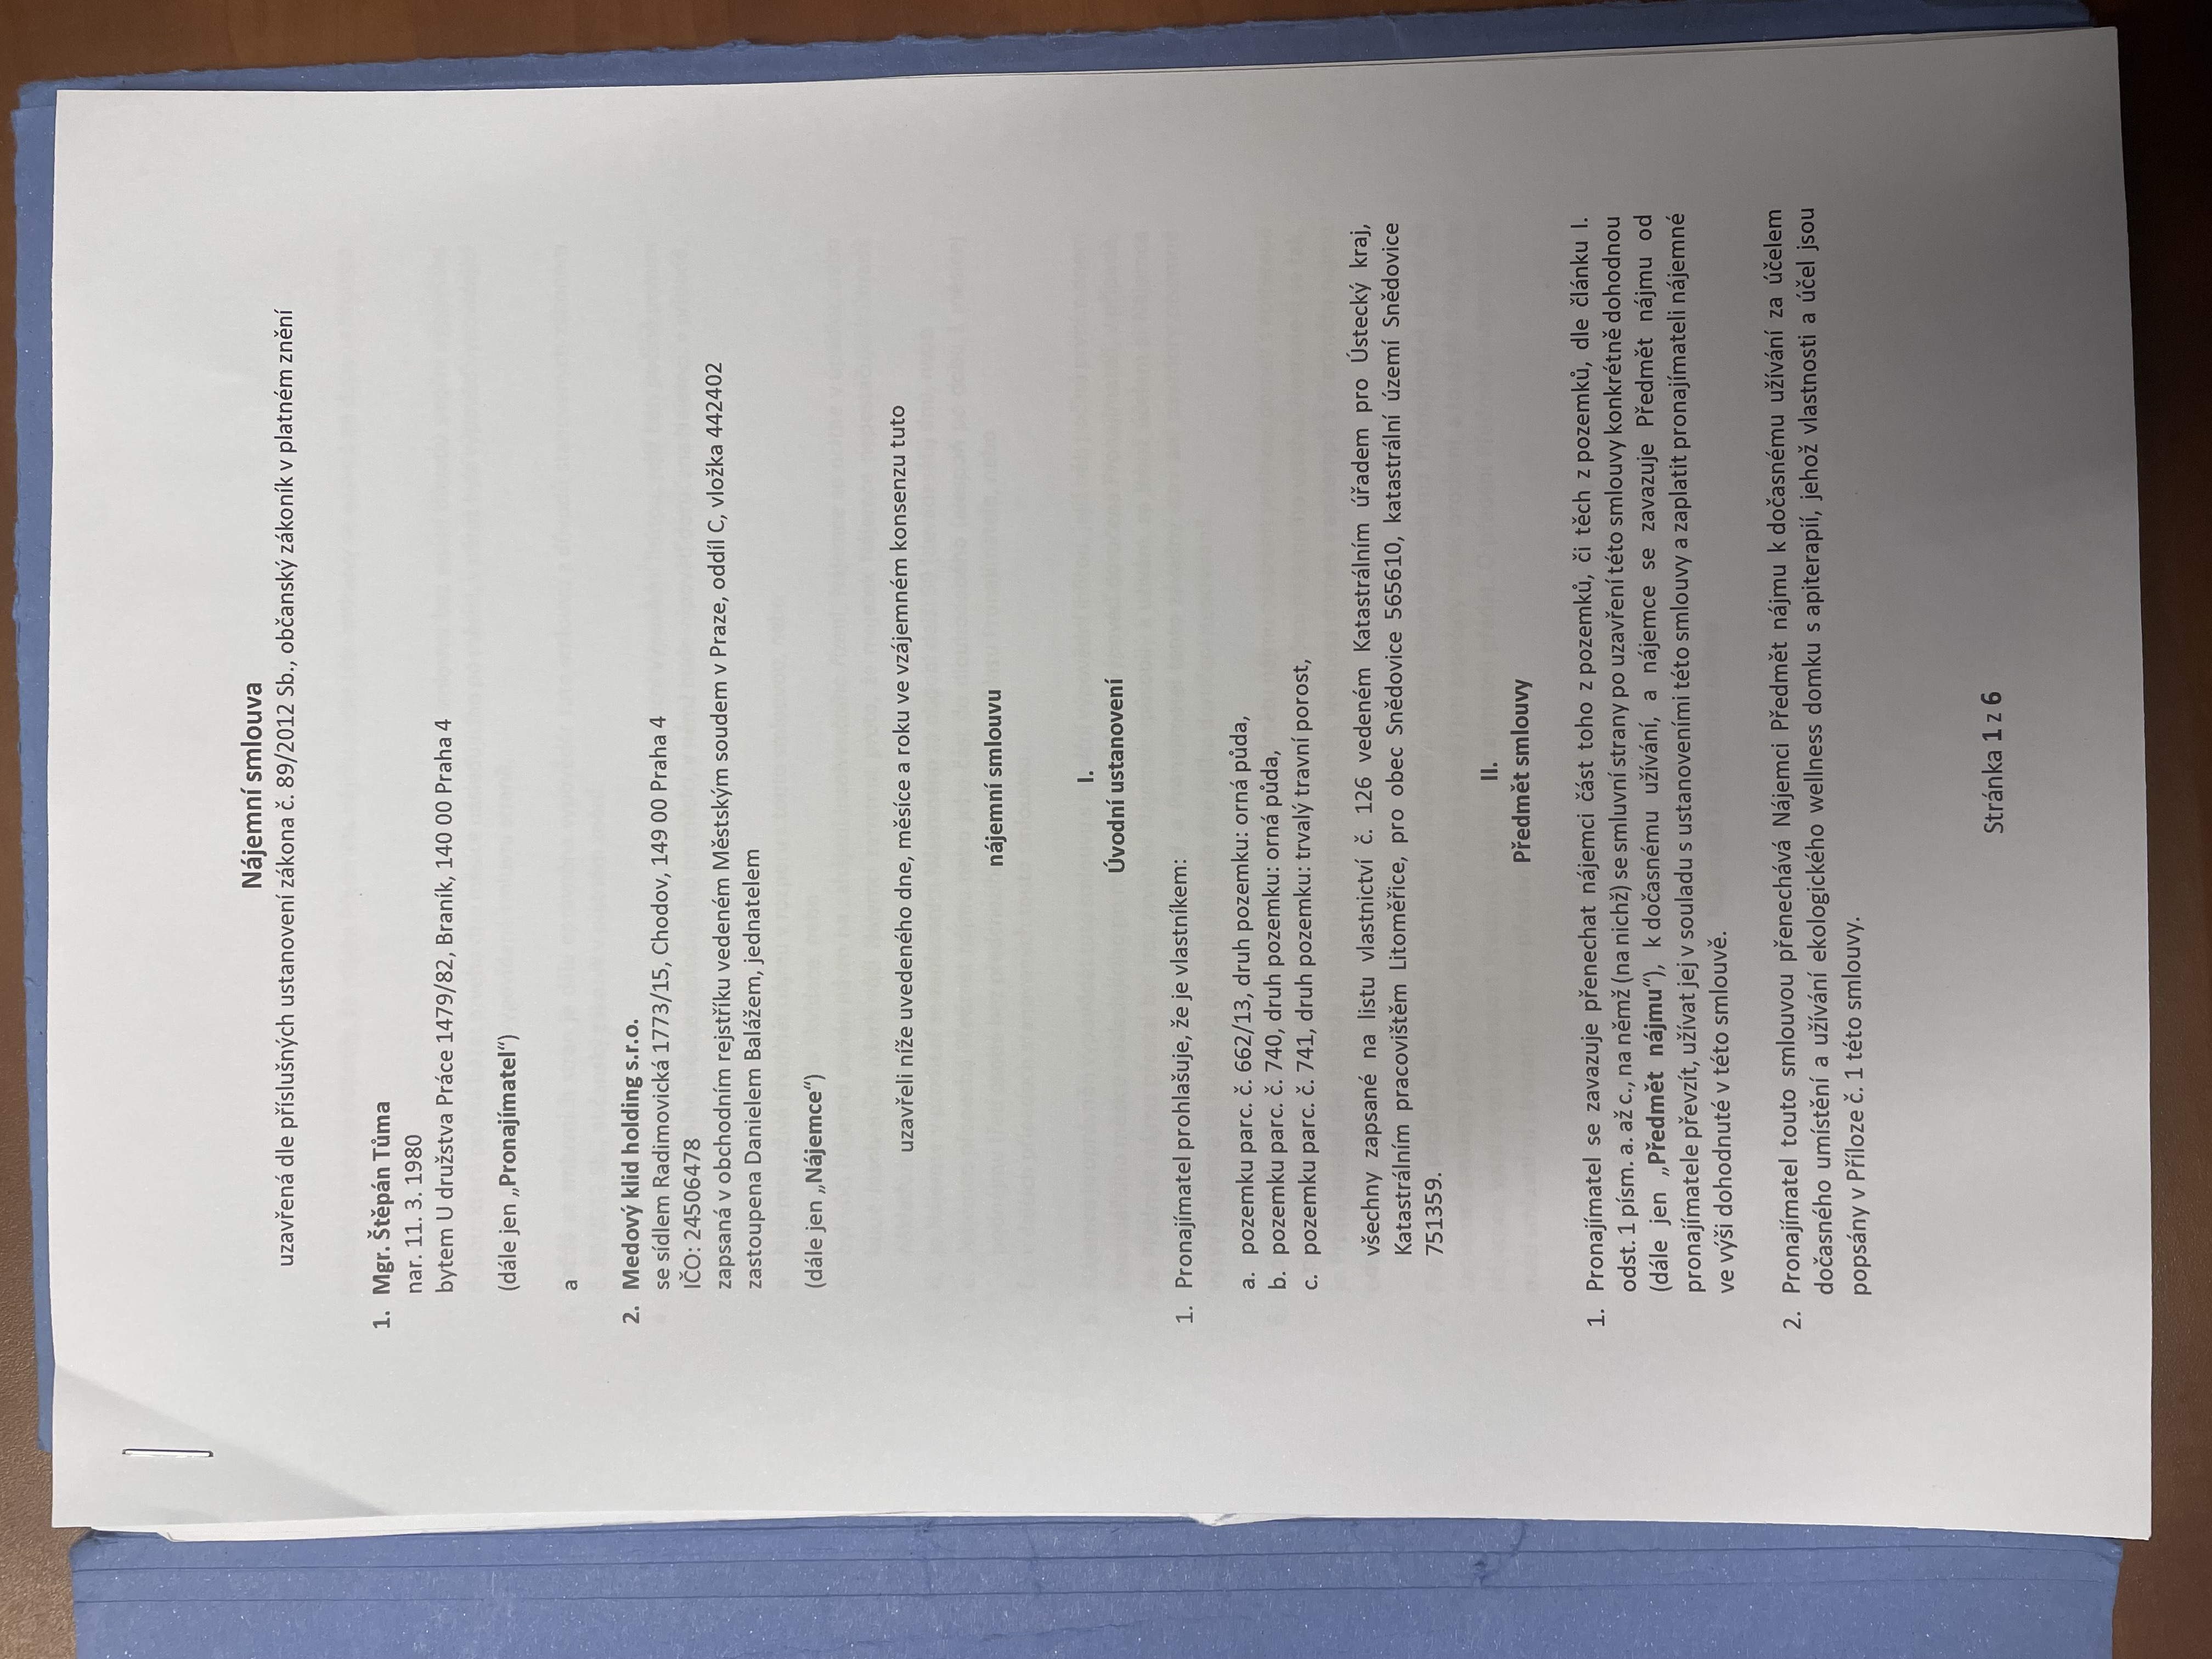 Nájemní smlouva
uzavřená dle příslušných ustanovení zákona č. 89/2012 Sb., občanský zákoník v platném znění
1. Mgr. Štěpán Tůma
nar. 11. 3. 1980
bytem U družstva Práce 1479/82, Braník, 140 00 Praha 4
(dále jen „Pronajímatel“)
a
2. Medový klid holding s.r.o.
se sídlem Radimovická 1773/15, Chodov, 149 00 Praha 4
IČO: 24506478
zapsaná v obchodním rejstříku vedeném Městským soudem v Praze, oddíl C, vložka 442402
zastoupena Danielem Balážem, jednatelem
(dále jen „Nájemce“)
uzavřeli níže uvedeného dne, měsíce a roku ve vzájemném konsenzu tuto
nájemní smlouvu
I.
Úvodní ustanovení
1. Pronajímatel prohlašuje, že je vlastníkem:
a. pozemku parc. č. 662/13, druh pozemku: orná půda,
b. pozemku parc. č. 740, druh pozemku: orná půda,
c. pozemku parc. č. 741, druh pozemku: trvalý travní porost,
všechny zapsané na listu vlastnictví č. 126 vedeném Katastrálním úřadem pro Ústecký kraj,
Katastrálním pracovištěm Litoměřice, pro obec Snědovice 565610, katastrální území Snědovice
751359.
II.
Předmět smlouvy
1. Pronajímatel se zavazuje přenechat nájemci část toho z pozemků, či těch z pozemků, dle článku I.
odst. 1 písm. a. až c., na němž (na nichž) se smluvní strany po uzavření této smlouvy konkrétně dohodnou
(dále jen „Předmět nájmu“), k dočasnému užívání, a nájemce se zavazuje Předmět nájmu od
pronajímatele převzít, užívat jej v souladu s ustanoveními této smlouvy a zaplatit pronajímateli nájemné
ve výši dohodnuté v této smlouvě.
2. Pronajímatel touto smlouvou přenechává Nájemci Předmět nájmu k dočasnému užívání za účelem
dočasného umístění a užívání ekologického wellness domku s apiterapií, jehož vlastnosti a účel jsou
popsány v Příloze č. 1 této smlouvy.
Stránka 1 z 6